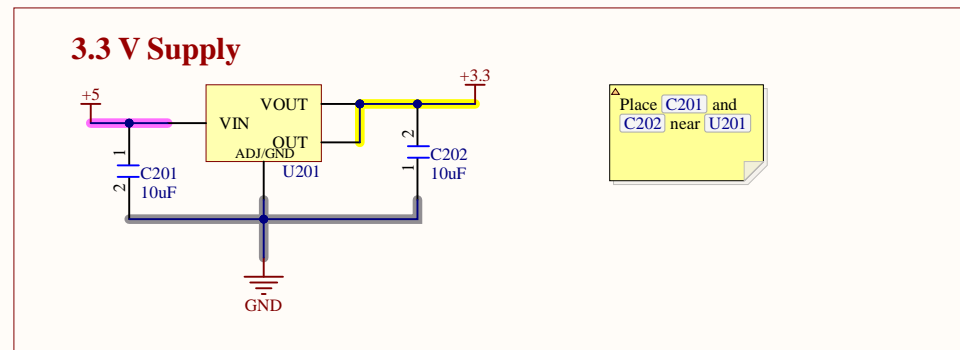 3.3 V Supply
+3.3
+5
VOUT
VIN
OUT
ADJ/GND
U201
1
C201
2
10uF
2
C202
1
10uF
GND
Place C201 and
C202 near U201